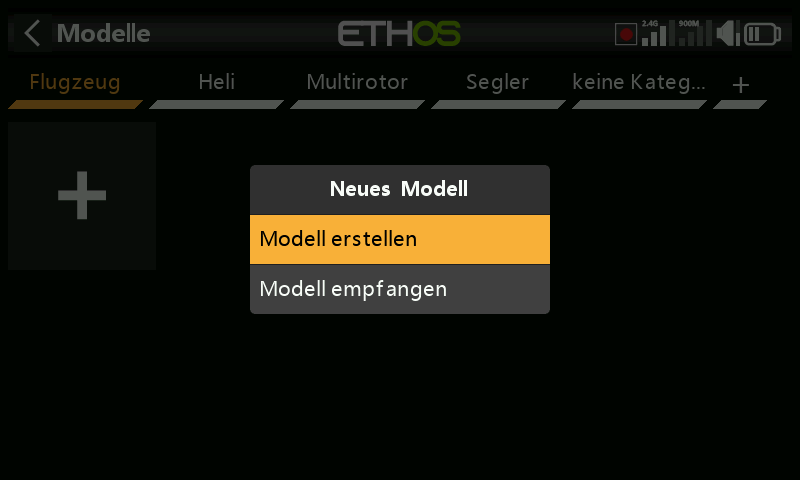 Modelle
ETHOS
2.4G
900M
Flugzeug
Heli
Multirotor
Segler
keine Kateg...
+
Neues Modell
Modell erstellen
Modell empfangen